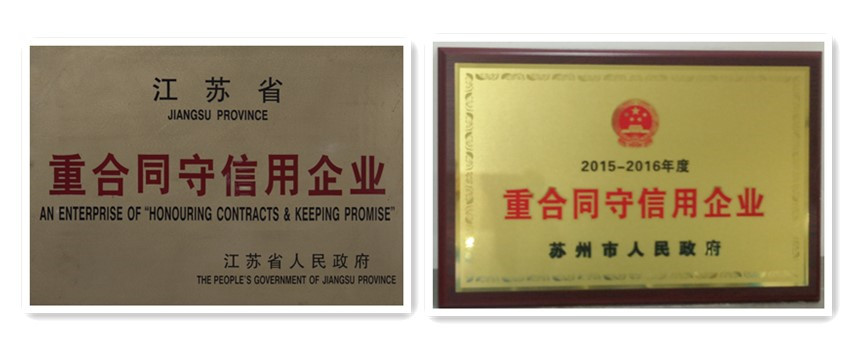 江苏省
JIANGSU PROVINCE
重合同守信用企业
AN ENTERPRISE OF "HONOURING CONTRACTS & KEEPING PROMISE"
江苏省人民政府
THE PEOPLE'S GOVERNMENT OF JIANGSU PROVINCE
2015-2016年度
重合同守信用企业
苏州市人民政府